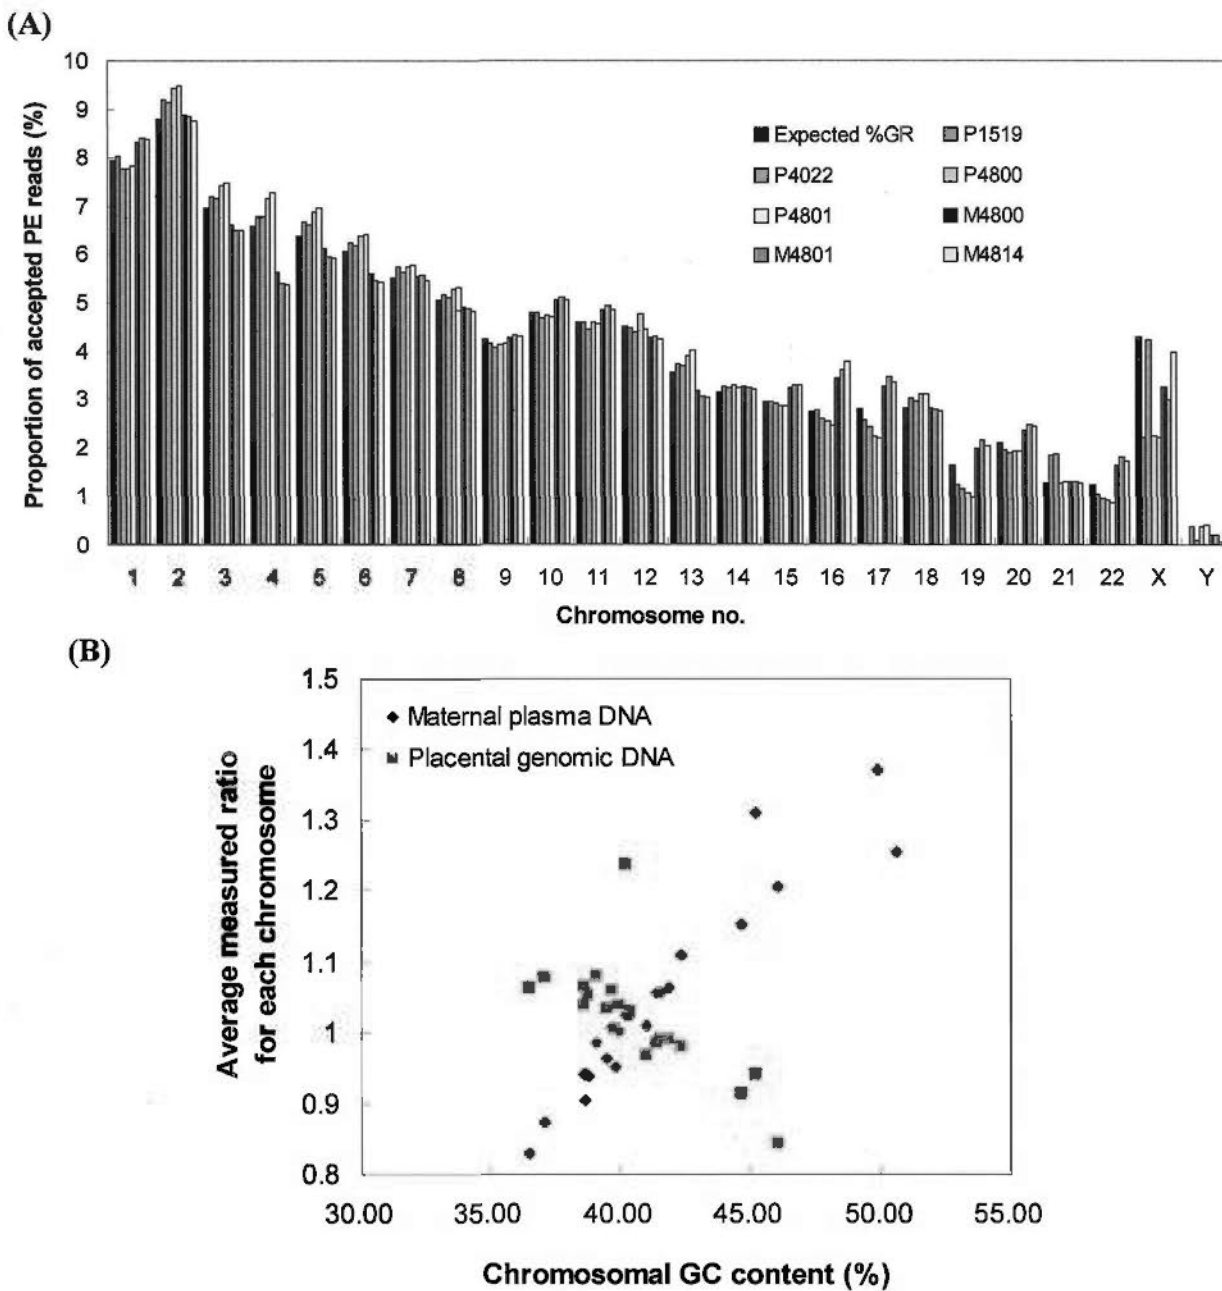 (A)
Proportion of accepted PE reads (%)
10
9
8
7
6
5
4
3
2
1
0
Expected %GR
P1519
P4022
P4800
P4801
M4800
M4801
M4814
1 2 3 4 5 6 7 8 9 10 11 12 13 14 15 16 17 18 19 20 21 22 X Y
Chromosome no.
(B)
Average measured ratio
for each chromosome
1.5
1.4
1.3
1.2
1.1
1
0.9
0.8
Maternal plasma DNA
Placental genomic DNA
30.00 35.00 40.00 45.00 50.00 55.00
Chromosomal GC content (%)